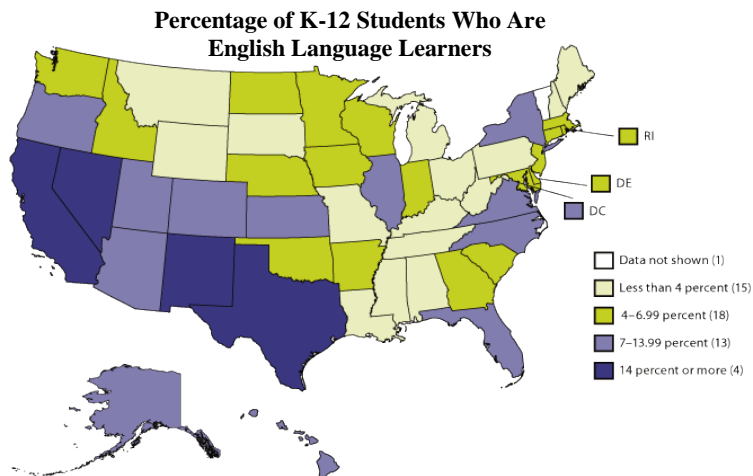 Percentage of K-12 Students Who Are
English Language Learners
RI
DE
DC
Data not shown (1)
Less than 4 percent (15)
4–6.99 percent (18)
7–13.99 percent (13)
14 percent or more (4)